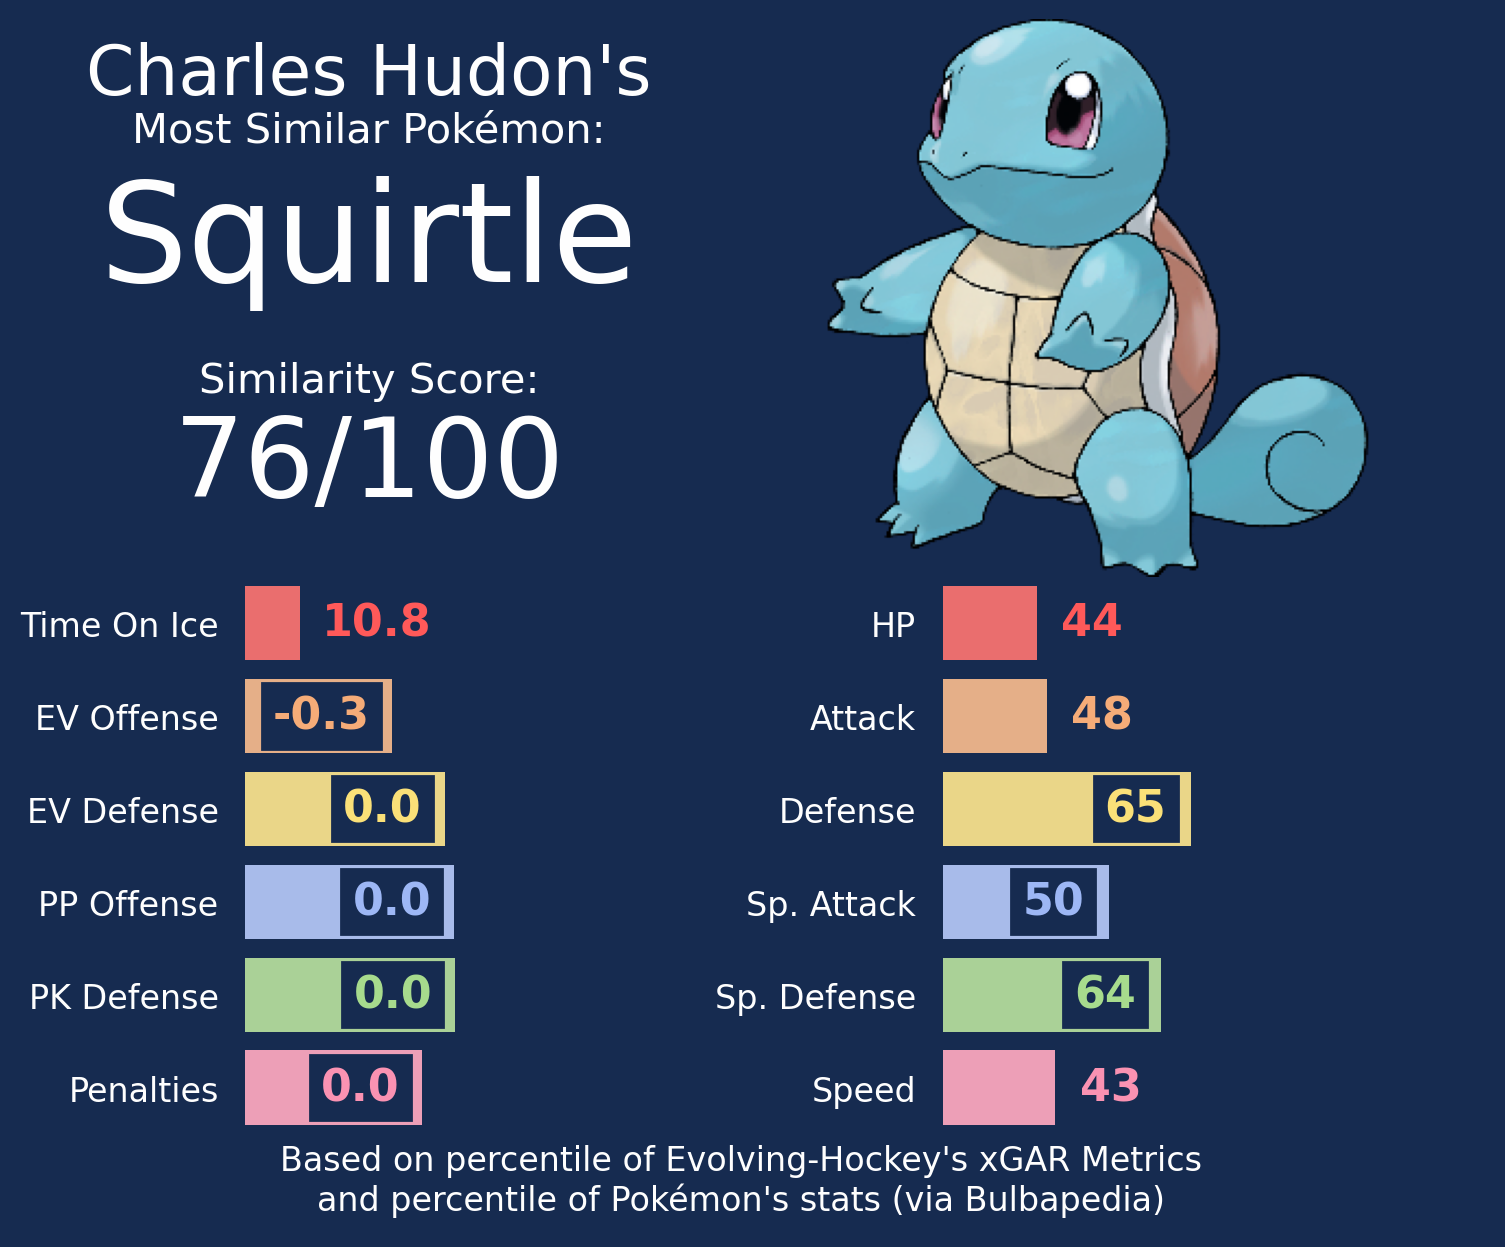 Charles Hudon's
Most Similar Pokémon:
Squirtle
Similarity Score:
76/100
Time On Ice 10.8
EV Offense -0.3
EV Defense 0.0
PP Offense 0.0
PK Defense 0.0
Penalties 0.0
HP 44
Attack 48
Defense 65
Sp. Attack 50
Sp. Defense 64
Speed 43
Based on percentile of Evolving-Hockey's xGAR Metrics
and percentile of Pokémon's stats (via Bulbapedia)